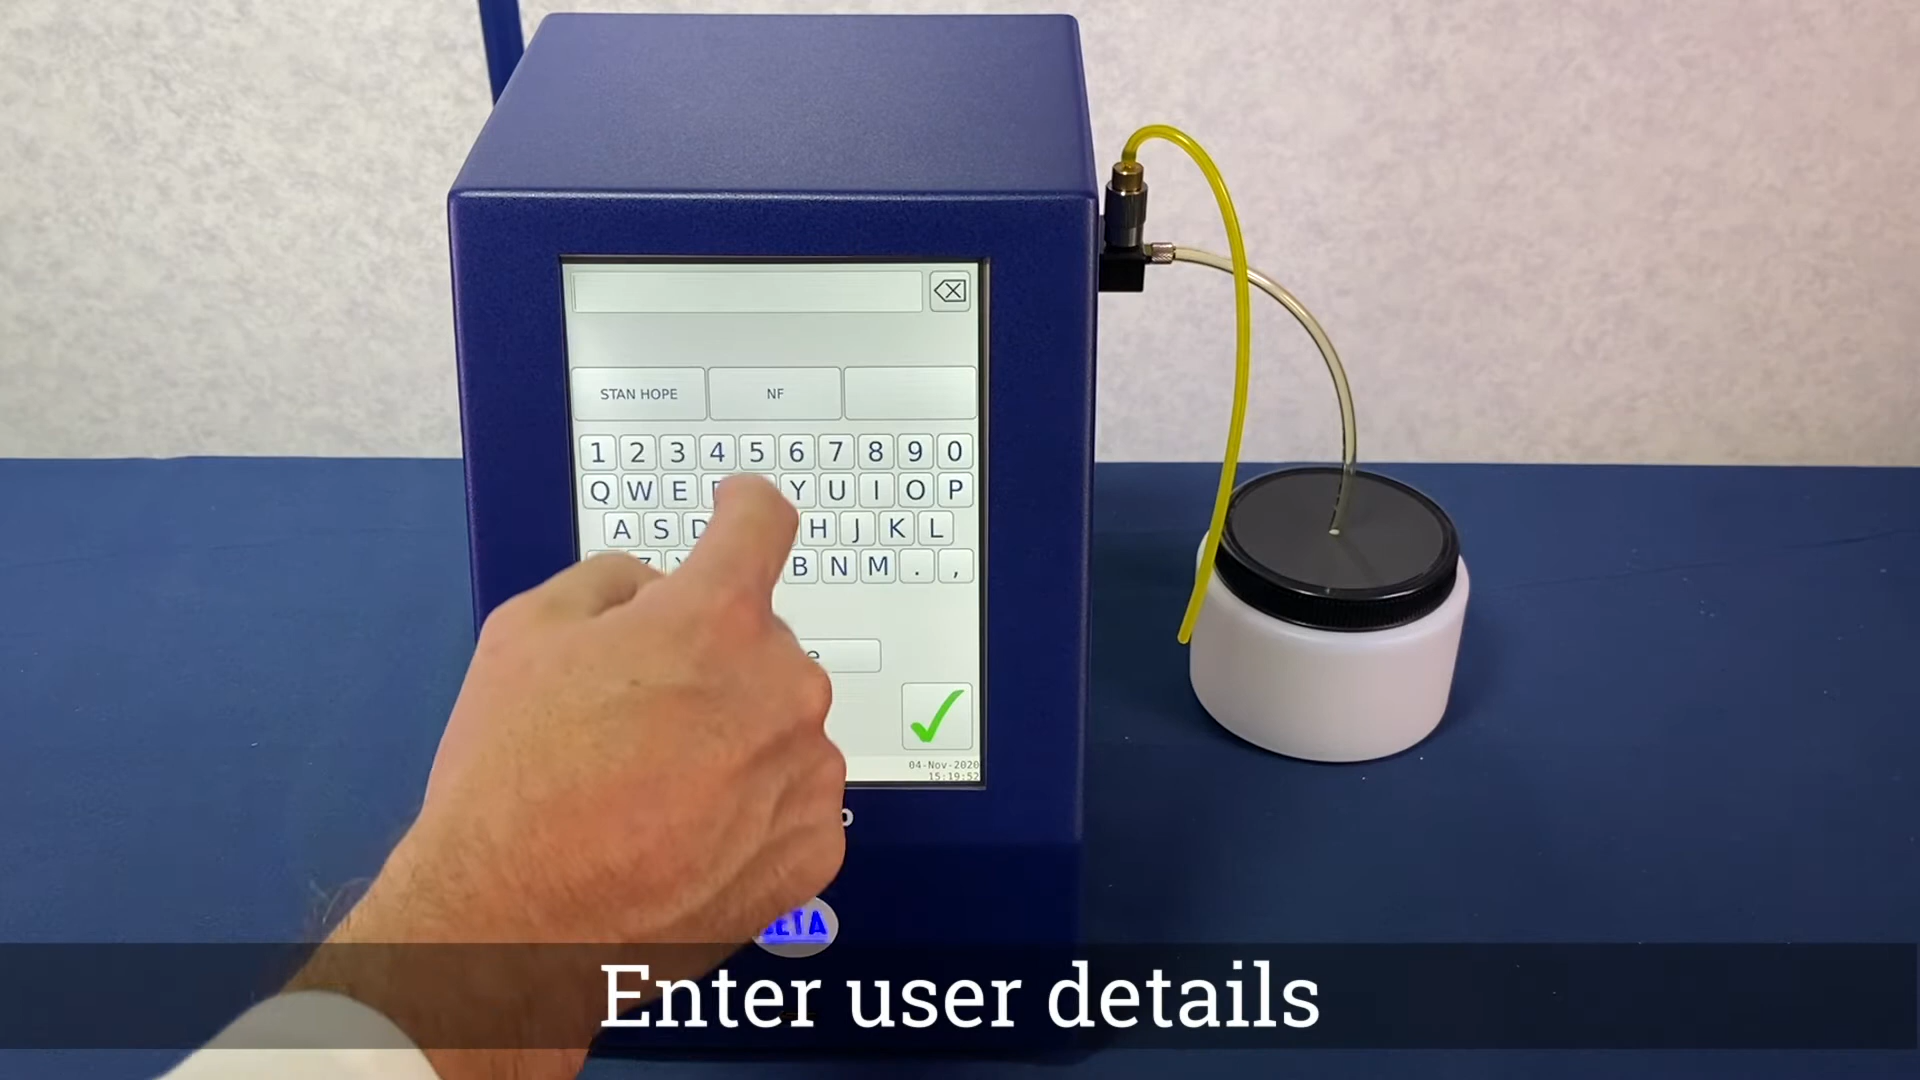 STAN HOPE NF
1 2 3 4 5 6 7 8 9 0
Q W E Y U I O P
A S D H J K L
Z B N M . ,
04-Nov-2020
15:19:52
Enter user details